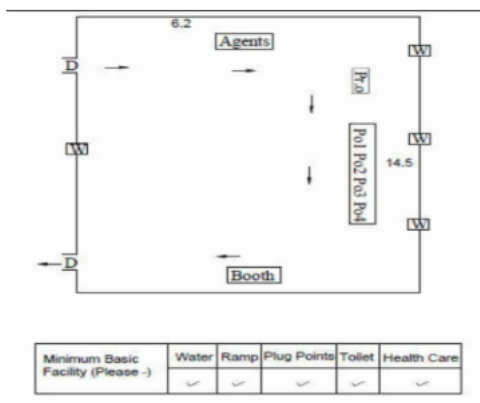 6.2
Agents
D
W
Pr.o
W
Po1 Po2 Po3 Po4
W
14.5
W
D
Booth
Minimum Basic Facility (Please -)
Water Ramp Plug Points Toilet Health Care